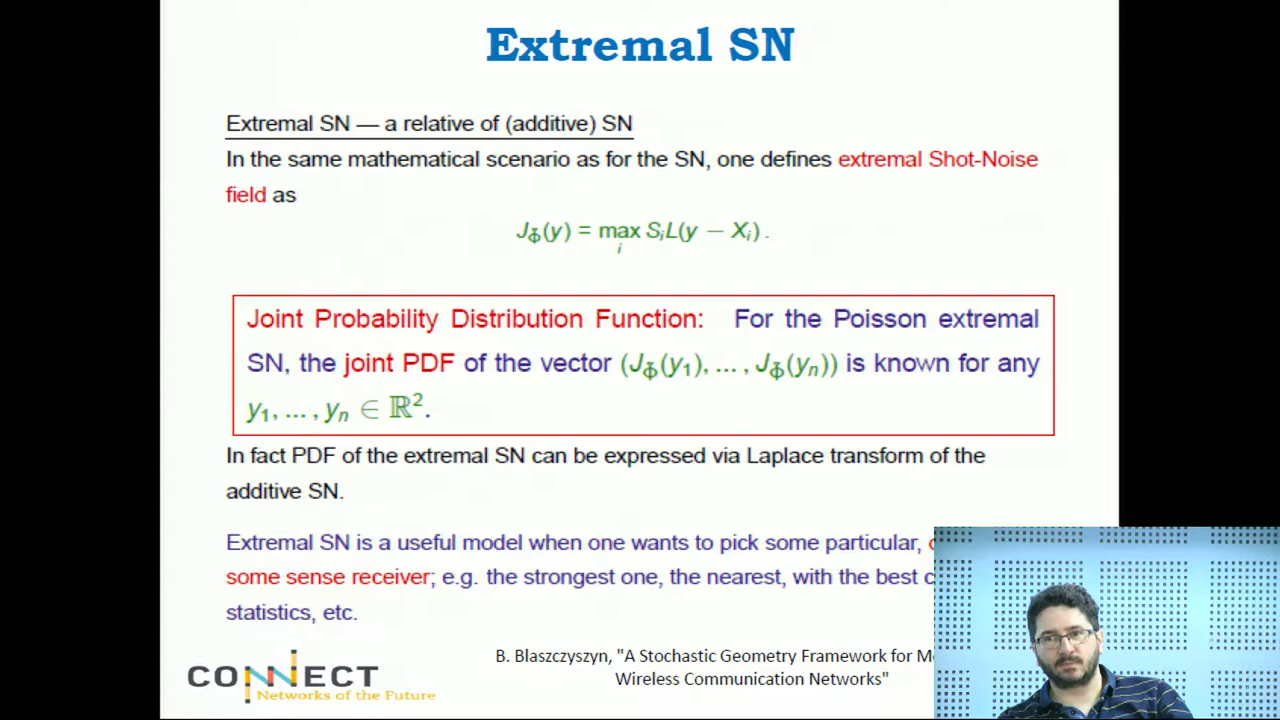 Extremal SN
Extremal SN — a relative of (additive) SN
In the same mathematical scenario as for the SN, one defines extremal Shot-Noise
field as
J_Φ̃(y) = max_i S_i L(y − X_i).
Joint Probability Distribution Function: For the Poisson extremal
SN, the joint PDF of the vector (J_Φ̃(y₁), ... , J_Φ̃(yₙ)) is known for any
y₁, ... , yₙ ∈ ℝ².
In fact PDF of the extremal SN can be expressed via Laplace transform of the
additive SN.
Extremal SN is a useful model when one wants to pick some particular,
some sense receiver; e.g. the strongest one, the nearest, with the best
statistics, etc.
B. Blaszczyszyn, "A Stochastic Geometry Framework for
Wireless Communication Networks"
CONNECT
Networks of the Future